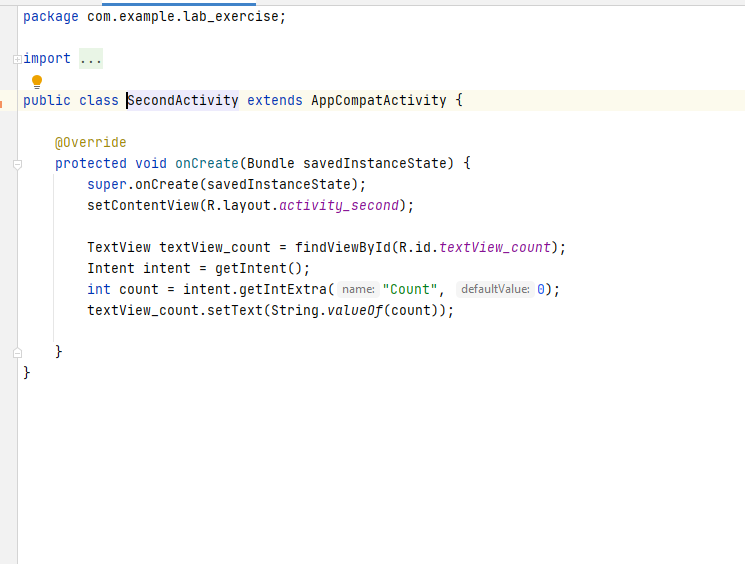 package com.example.lab_exercise;
import ...
public class SecondActivity extends AppCompatActivity {
@Override
protected void onCreate(Bundle savedInstanceState) {
super.onCreate(savedInstanceState);
setContentView(R.layout.activity_second);
TextView textView_count = findViewById(R.id.textView_count);
Intent intent = getIntent();
int count = intent.getIntExtra( name: "Count", defaultValue: 0);
textView_count.setText(String.valueOf(count));
}
}